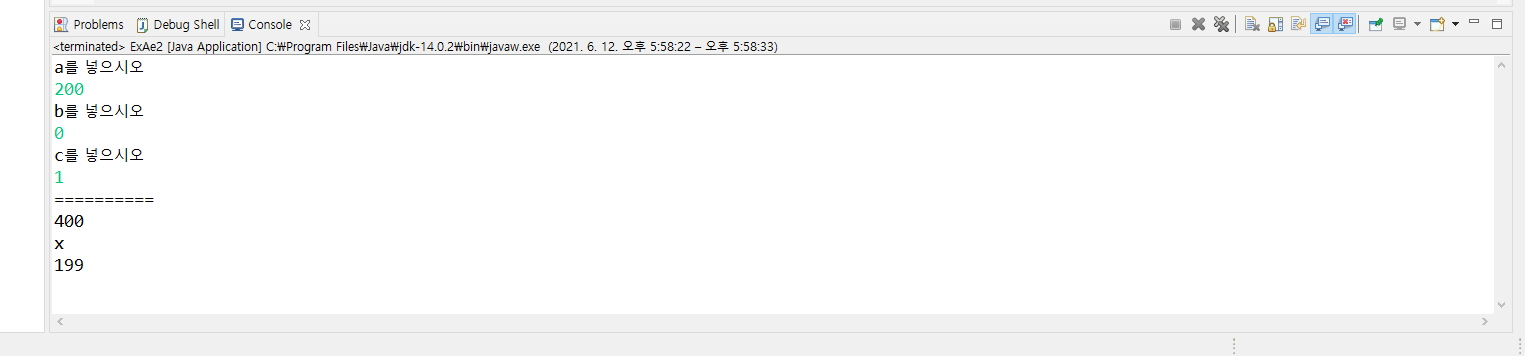 Problems Debug Shell Console
<terminated> ExAe2 [Java Application] C:₩Program Files₩Java₩jdk-14.0.2₩bin₩javaw.exe (2021. 6. 12. 오후 5:58:22 – 오후 5:58:33)
a를 넣으시오
200
b를 넣으시오
0
c를 넣으시오
1
==========
400
x
199